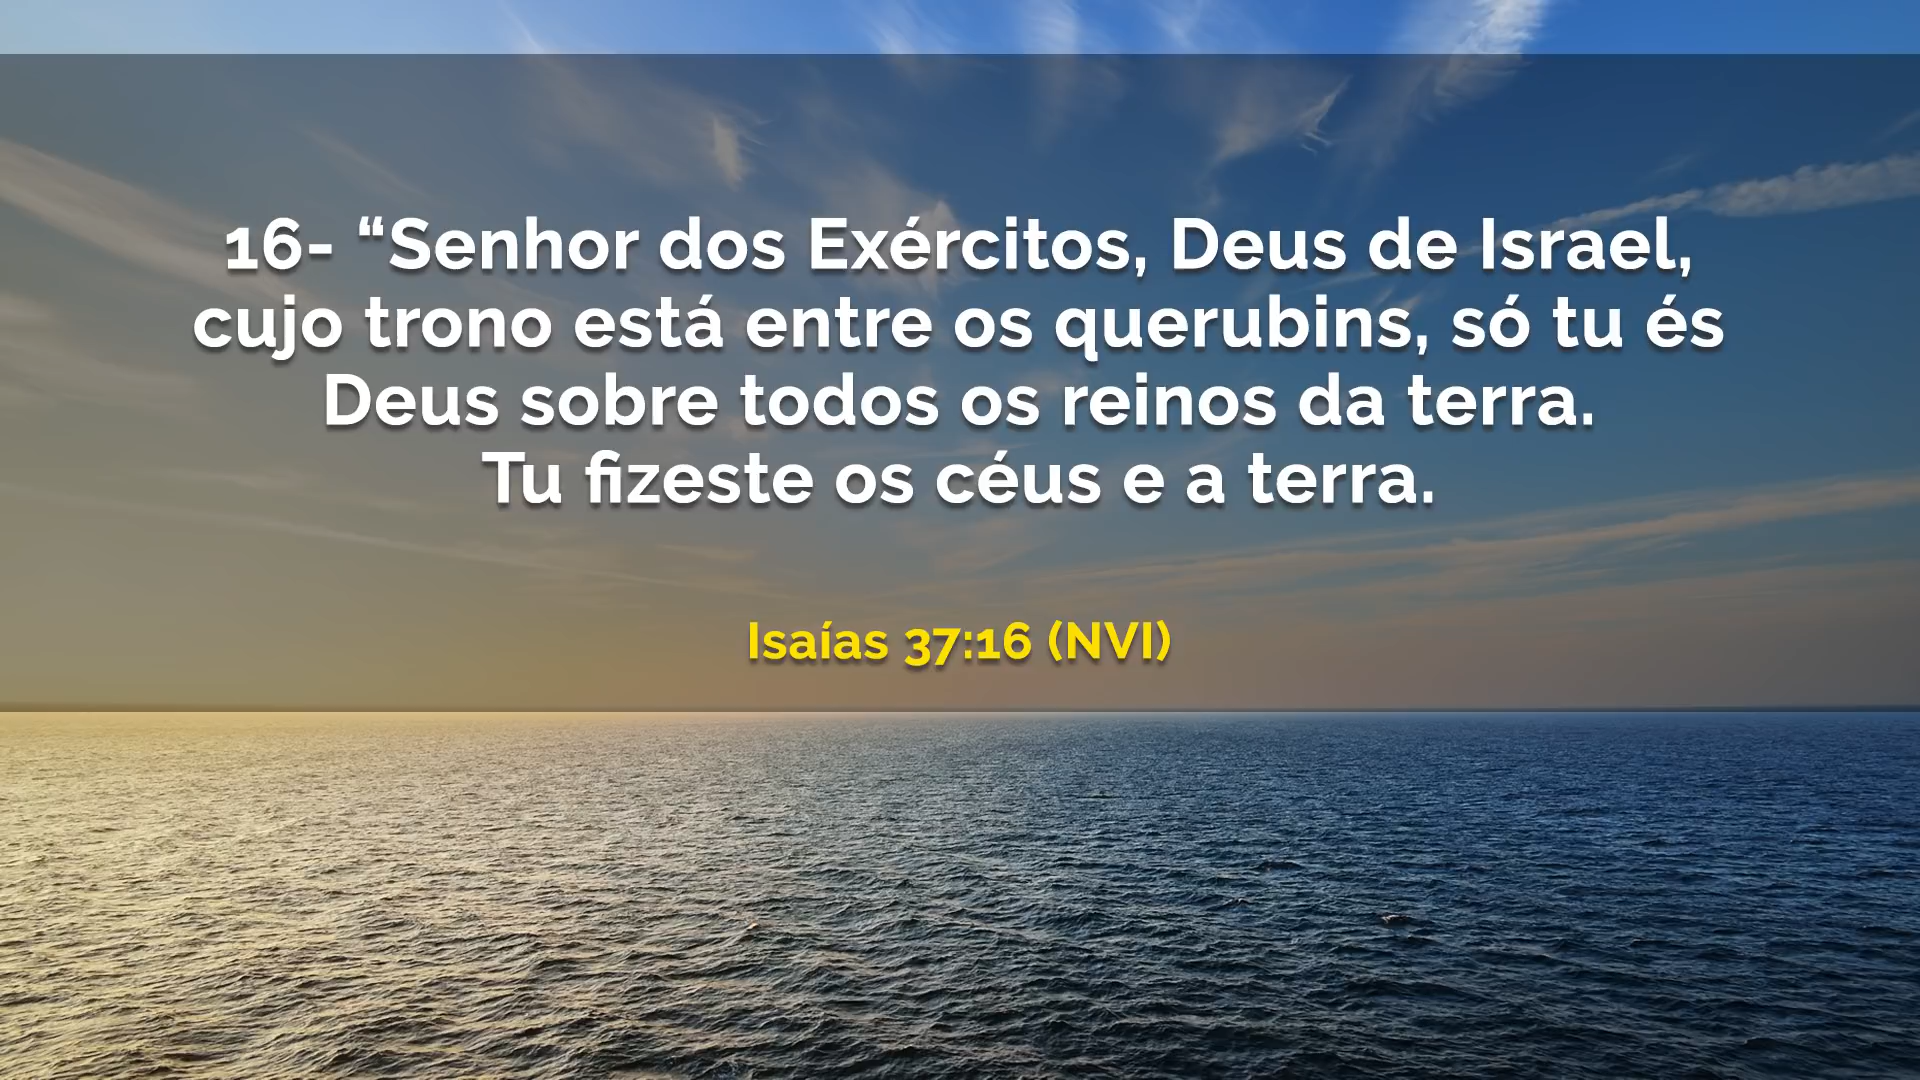 16- “Senhor dos Exércitos, Deus de Israel,
cujo trono está entre os querubins, só tu és
Deus sobre todos os reinos da terra.
Tu fizeste os céus e a terra.
Isaías 37:16 (NVI)